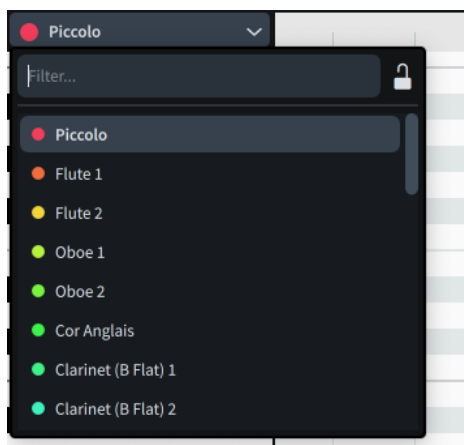 Piccolo
Filter...
Piccolo
Flute 1
Flute 2
Oboe 1
Oboe 2
Cor Anglais
Clarinet (B Flat) 1
Clarinet (B Flat) 2